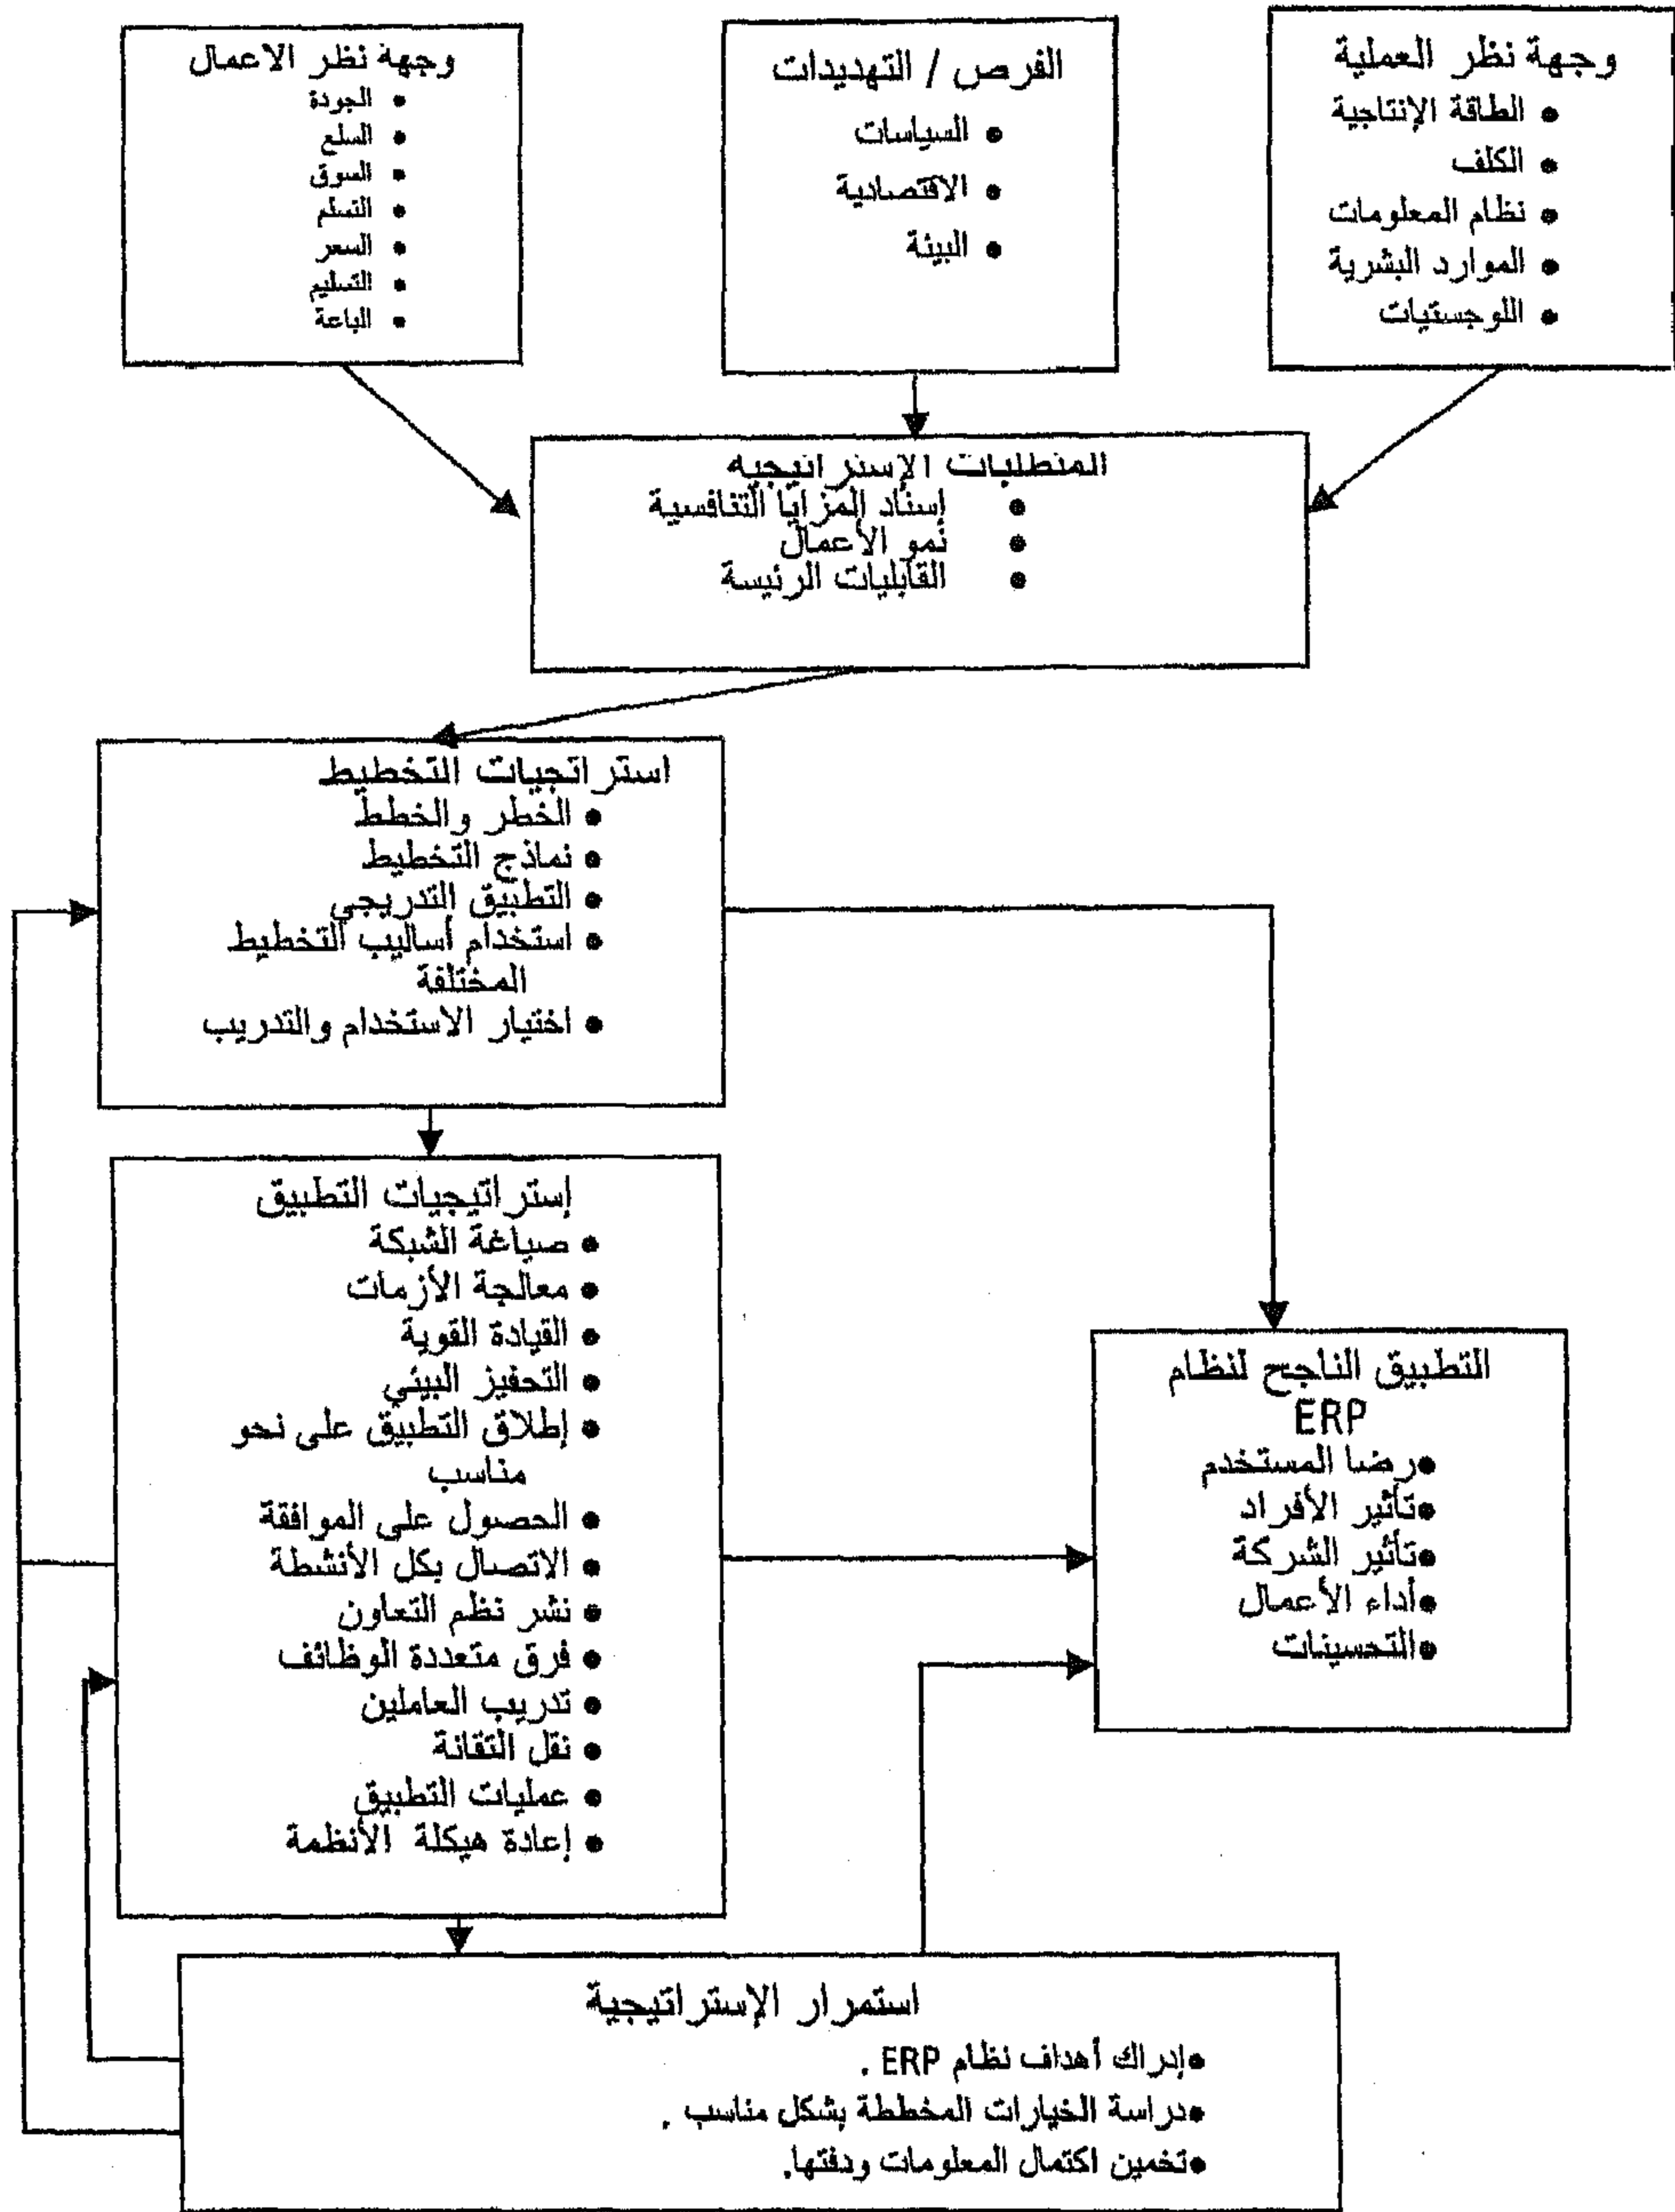 وجهة نظر العملية
• الطاقة الإنتاجية
• الكلف
• نظام المعلومات
• الموارد البشرية
• اللوجستيات
الفرص / التهديدات
• السياسات
• الاقتصادية
• البيئة
وجهة نظر الاعمال
• الجودة
• السلع
• السوق
• التسلم
• السعر
• التسليم
• الباعة
المتطلبات الإستراتيجيه
• إسناد المزايا التنافسية
• نمو الأعمال
• القابليات الرئيسة
استراتجيات التخطيط
• الخطر والخطط
• نماذج التخطيط
• التطبيق التدريجي
• استخدام أساليب التخطيط
المختلفة
• اختيار الاستخدام والتدريب
إستراتيجيات التطبيق
• صياغة الشبكة
• معالجة الأزمات
• القيادة القوية
• التحفيز البيئي
• إطلاق التطبيق على نحو
مناسب
• الحصول على الموافقة
• الاتصال بكل الأنشطة
• نشر نظم التعاون
• فرق متعددة الوظائف
• تدريب العاملين
• نقل التقانة
• عمليات التطبيق
• إعادة هيكلة الأنظمة
التطبيق الناجح لنظام
ERP
•رضا المستخدم
•تأثير الأفراد
•تأثير الشركة
•أداء الأعمال
•التحسينات
استمرار الإستراتيجية
•إدراك أهداف نظام ERP .
•دراسة الخيارات المخططة بشكل مناسب .
•تخمين اكتمال المعلومات ودقتها.